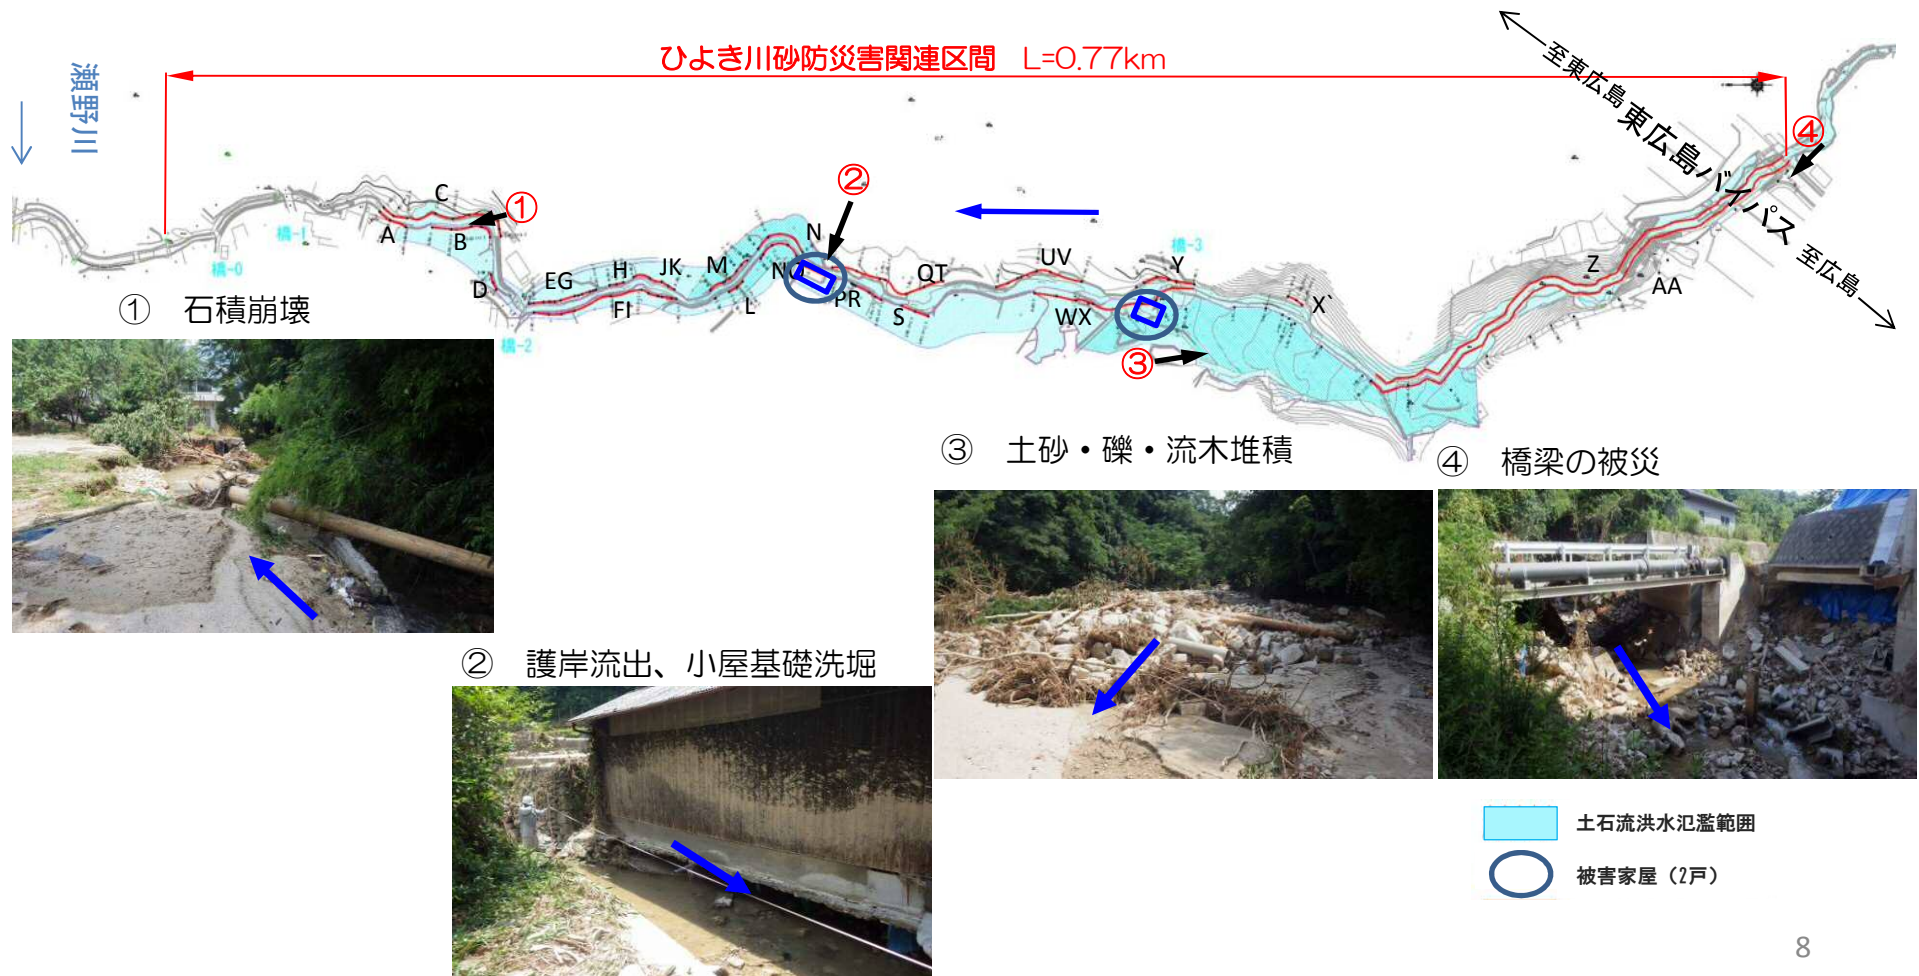 ひよき川砂防災害関連区間　L=0.77km
瀬野川
至東広島
東広島バイパス
至広島
①
②
③
④
橋-0
橋-1
橋-2
橋-3
A
B
C
D
EG
FI
H
JK
M
L
N
NO
PR
QT
S
UV
WX
Y
X`
Z
AA
①　石積崩壊
②　護岸流出、小屋基礎洗堀
③　土砂・礫・流木堆積
④　橋梁の被災
土石流洪水氾濫範囲
被害家屋（2戸）
8